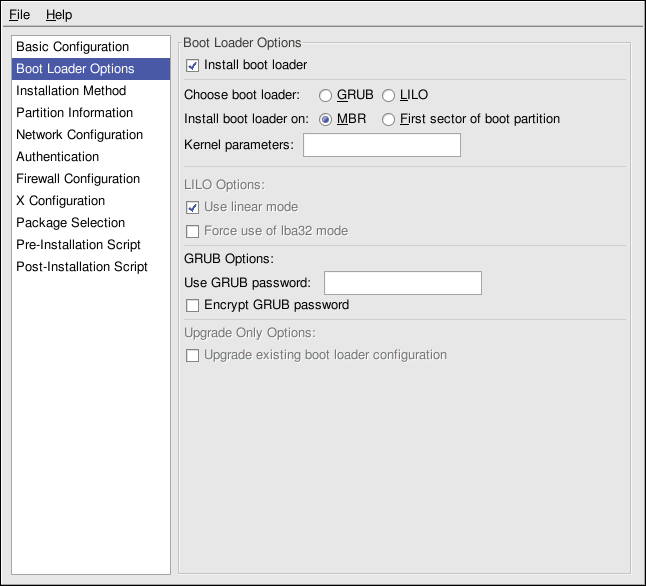 File Help
Basic Configuration
Boot Loader Options
Installation Method
Partition Information
Network Configuration
Authentication
Firewall Configuration
X Configuration
Package Selection
Pre-Installation Script
Post-Installation Script
Boot Loader Options
Install boot loader
Choose boot loader: GRUB LILO
Install boot loader on: MBR First sector of boot partition
Kernel parameters:
LILO Options:
Use linear mode
Force use of lba32 mode
GRUB Options:
Use GRUB password:
Encrypt GRUB password
Upgrade Only Options:
Upgrade existing boot loader configuration